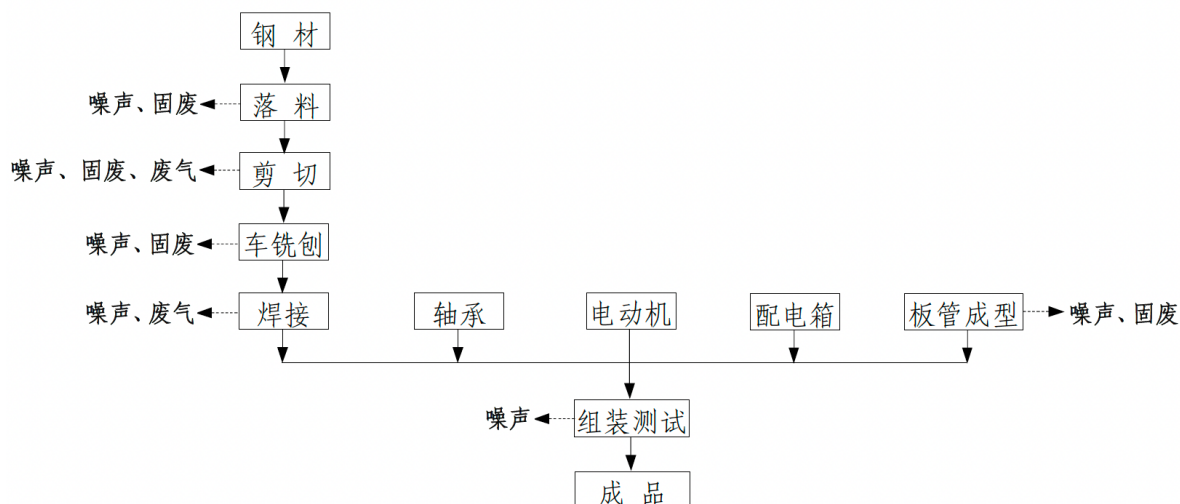 钢 材
噪声、固废 落 料
噪声、固废、废气 剪 切
噪声、固废 车铣刨
噪声、废气 焊接 轴承 电动机 配电箱 板管成型 噪声、固废
噪声 组装测试
成 品